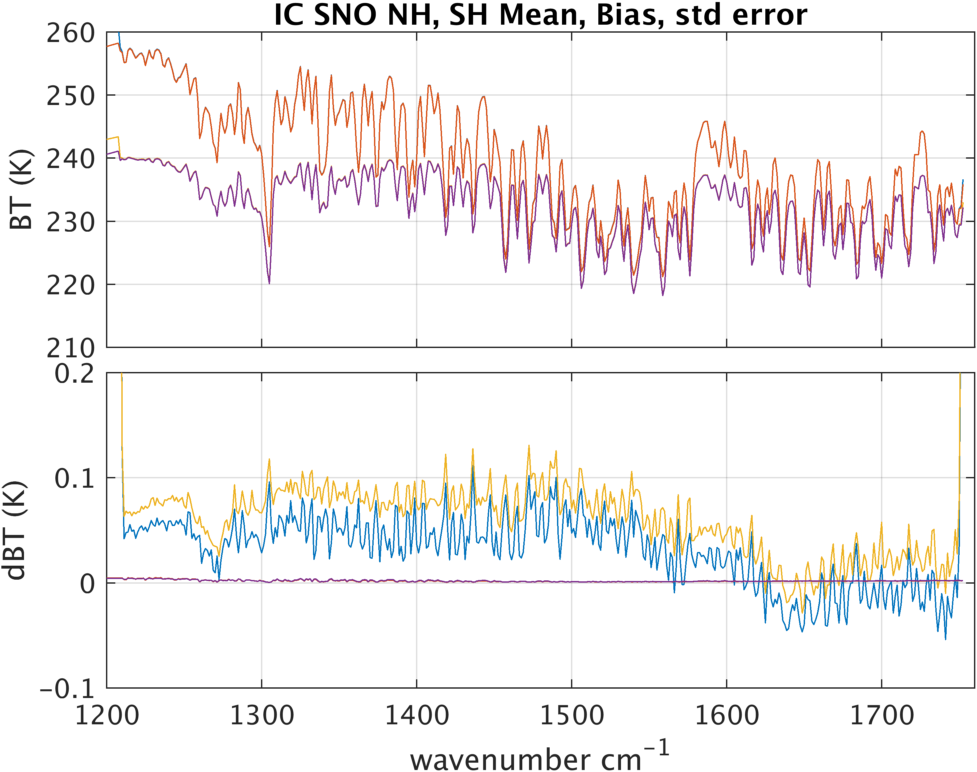 IC SNO NH, SH Mean, Bias, std error
260
250
240
230
220
210
BT (K)
0.2
0.1
0
−0.1
dBT (K)
1200 1300 1400 1500 1600 1700
wavenumber cm⁻¹